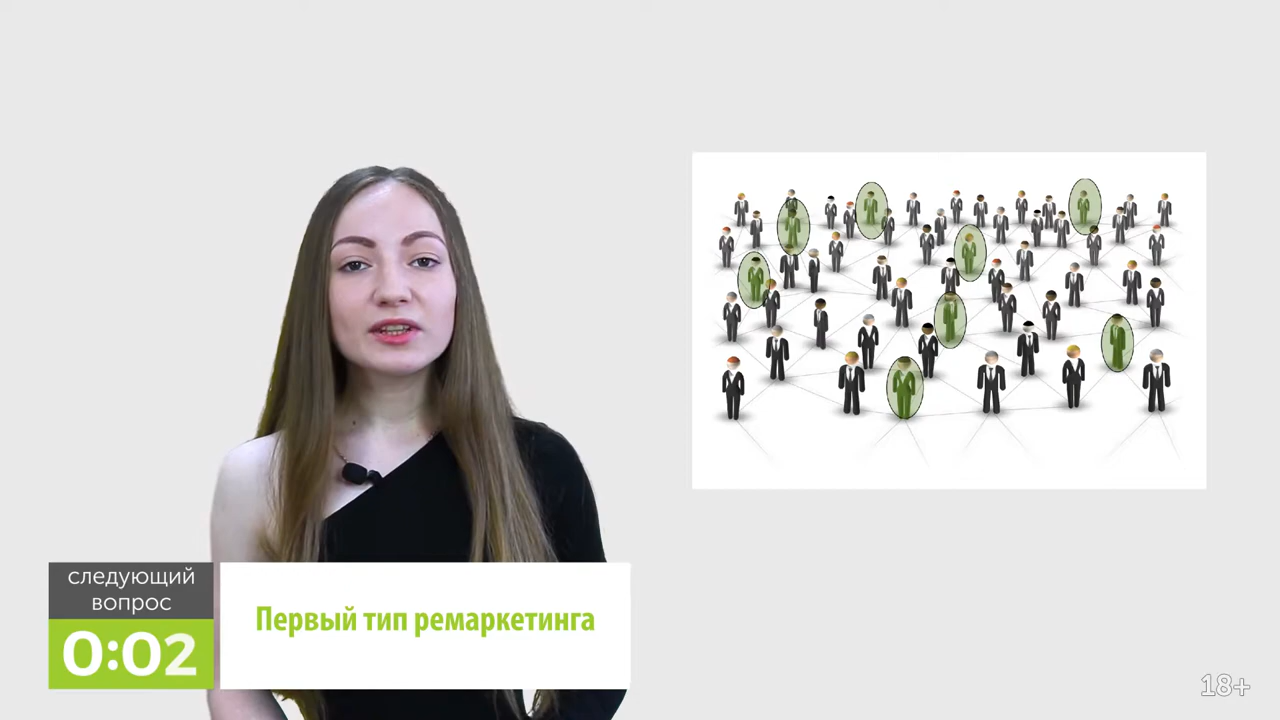 следующий
вопрос
0:02
Первый тип ремаркетинга
18+